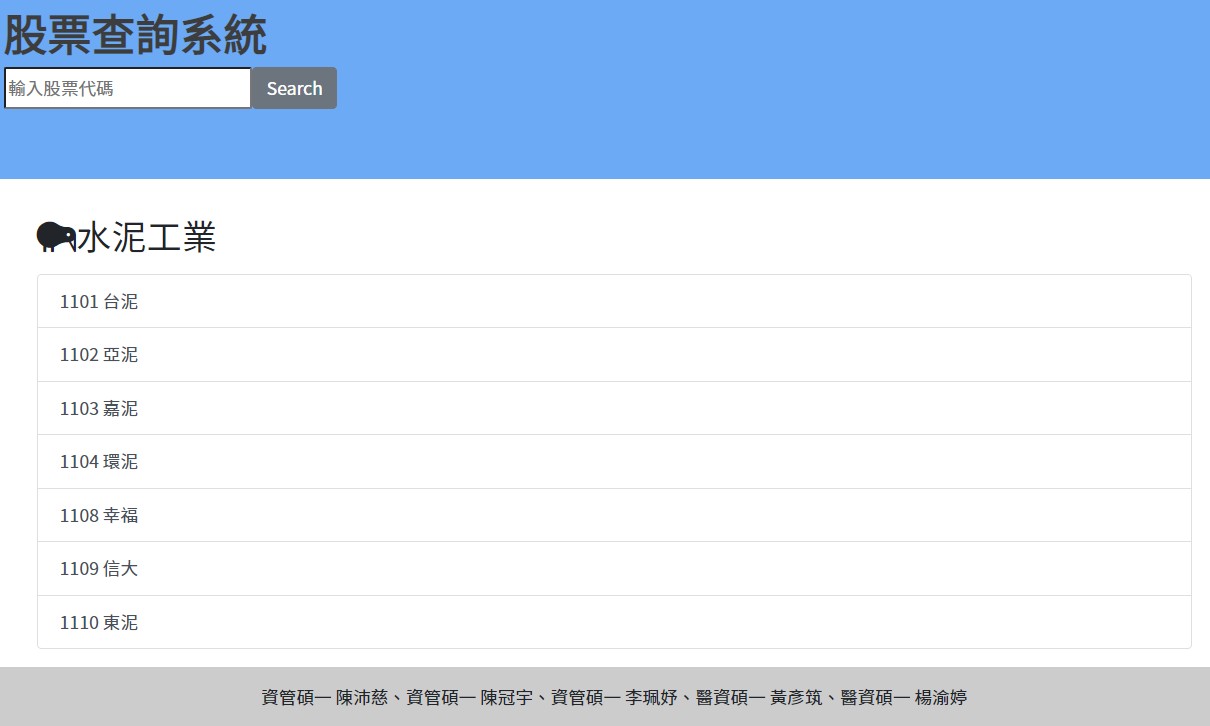 股票查詢系統
輸入股票代碼
Search
水泥工業
1101 台泥
1102 亞泥
1103 嘉泥
1104 環泥
1108 幸福
1109 信大
1110 東泥
資管碩一 陳沛慈、資管碩一 陳冠宇、資管碩一 李珮妤、醫資碩一 黃彥筑、醫資碩一 楊渝婷